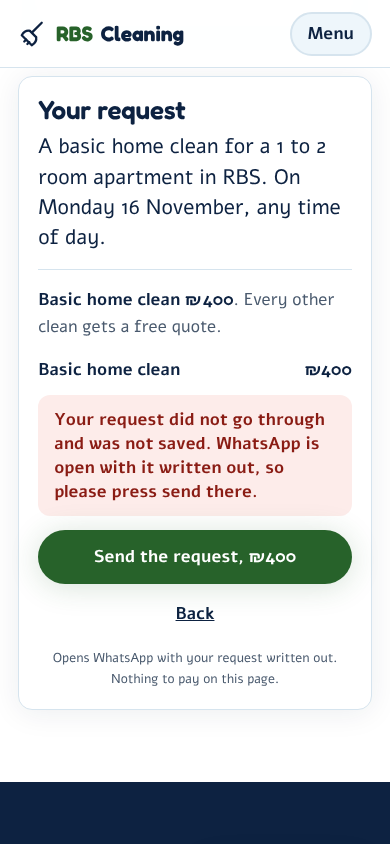 RBS Cleaning
Menu
Your request
A basic home clean for a 1 to 2
room apartment in RBS. On
Monday 16 November, any time
of day.
Basic home clean ₪400. Every other
clean gets a free quote.
Basic home clean ₪400
Your request did not go through
and was not saved. WhatsApp is
open with it written out, so
please press send there.
Send the request, ₪400
Back
Opens WhatsApp with your request written out.
Nothing to pay on this page.